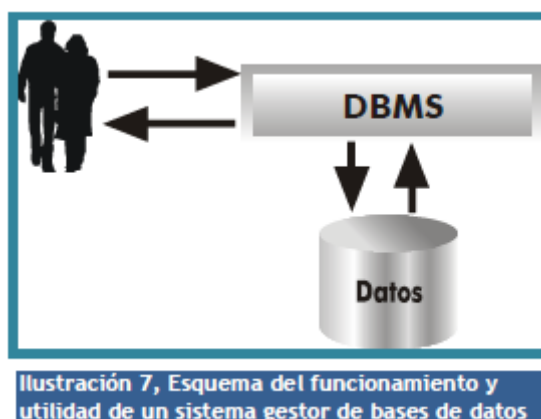 DBMS
Datos
Ilustración 7, Esquema del funcionamiento y
utilidad de un sistema gestor de bases de datos